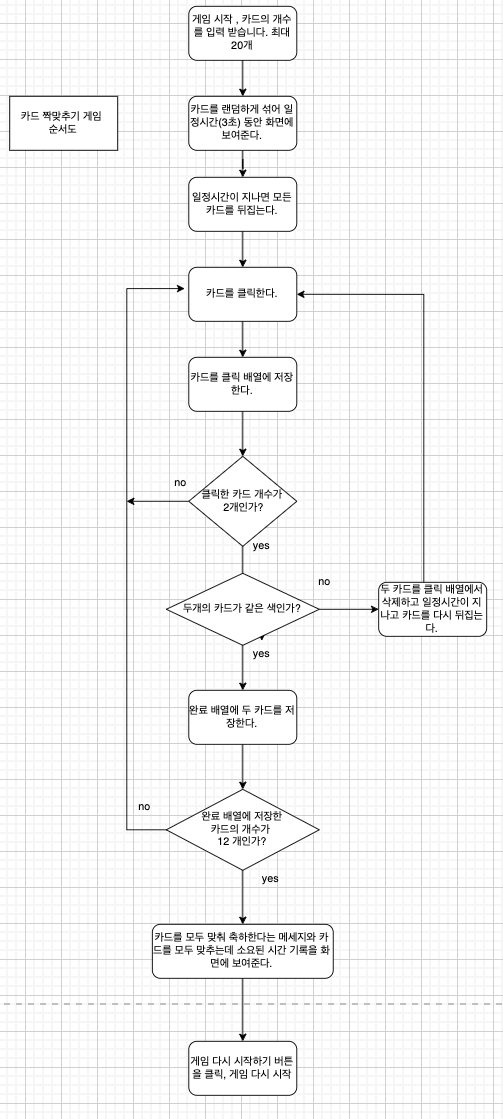 게임 시작 , 카드의 개수
를 입력 받습니다. 최대
20개
카드 짝맞추기 게임
순서도
카드를 랜덤하게 섞어 일
정시간(3초) 동안 화면에
보여준다.
일정시간이 지나면 모든
카드를 뒤집는다.
카드를 클릭한다.
카드를 클릭 배열에 저장
한다.
no
클릭한 카드 개수가
2개인가?
yes
두개의 카드가 같은 색인가?
no
두 카드를 클릭 배열에서
삭제하고 일정시간이 지
나고 카드를 다시 뒤집는
다.
yes
완료 배열에 두 카드를 저
장한다.
no
완료 배열에 저장한
카드의 개수가
12 개인가?
yes
카드를 모두 맞춰 축하한다는 메세지와 카
드를 모두 맞추는데 소요된 시간 기록을 화
면에 보여준다.
게임 다시 시작하기 버튼
을 클릭, 게임 다시 시작